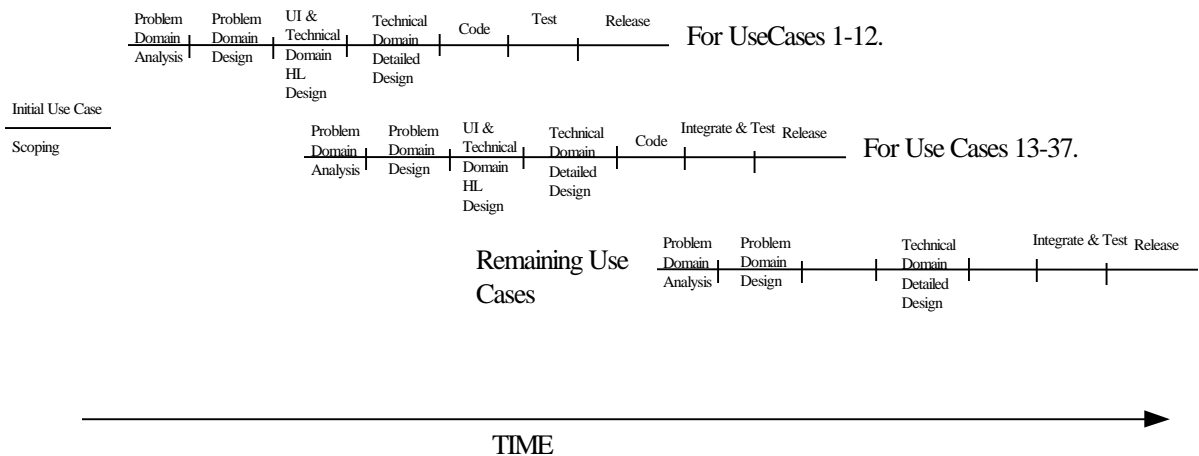 Problem
Domain
Analysis
Problem
Domain
Design
UI &
Technical
Domain
HL
Design
Technical
Domain
Detailed
Design
Code
Test
Release
For UseCases 1-12.
Initial Use Case
Scoping
Problem
Domain
Analysis
Problem
Domain
Design
UI &
Technical
Domain
HL
Design
Technical
Domain
Detailed
Design
Code
Integrate & Test
Release
For Use Cases 13-37.
Remaining Use
Cases
Problem
Domain
Analysis
Problem
Domain
Design
Technical
Domain
Detailed
Design
Integrate & Test
Release
TIME